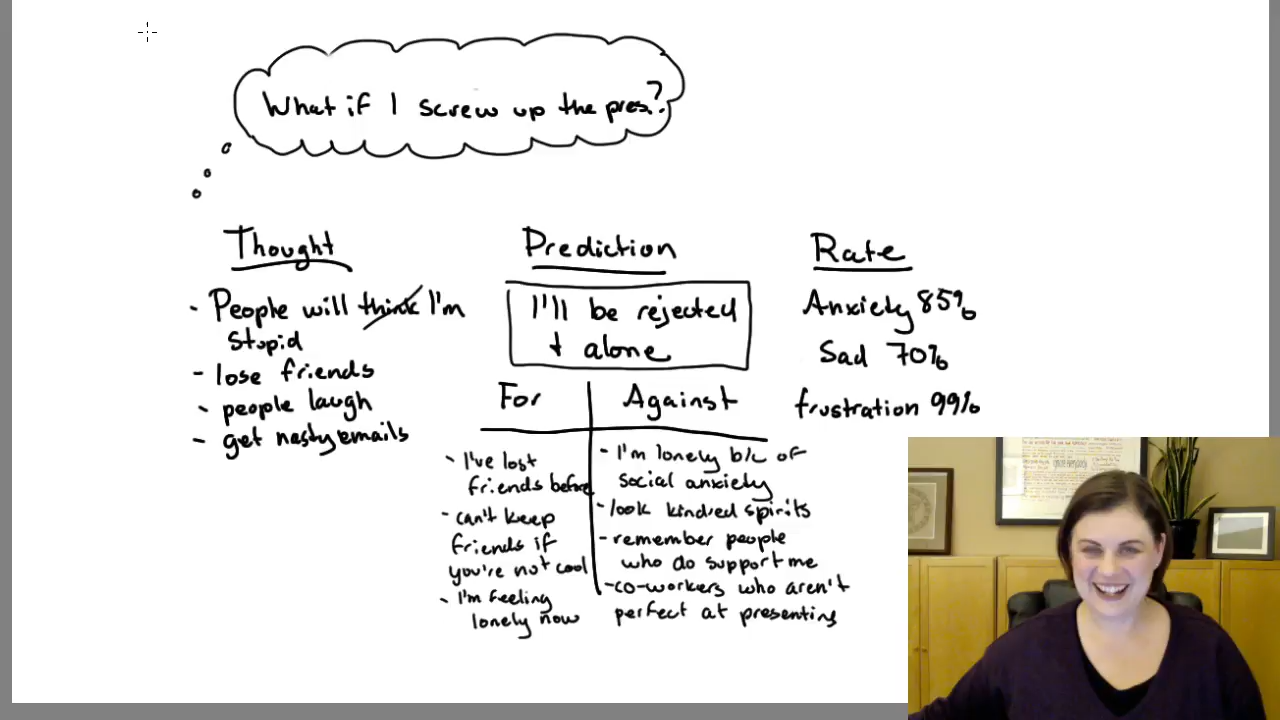 What if I screw up the pres.?
Thought
- People will think I'm
stupid
- lose friends
- people laugh
- get nasty emails
Prediction
I'll be rejected
+ alone
Rate
Anxiety 85%
Sad 70%
frustration 99%
For
- I've lost
friends before
- can't keep
friends if
you're not cool
- I'm feeling
lonely now
Against
- I'm lonely b/c of
social anxiety
- look kindred spirits
- remember people
who do support me
- co-workers who aren't
perfect at presenting